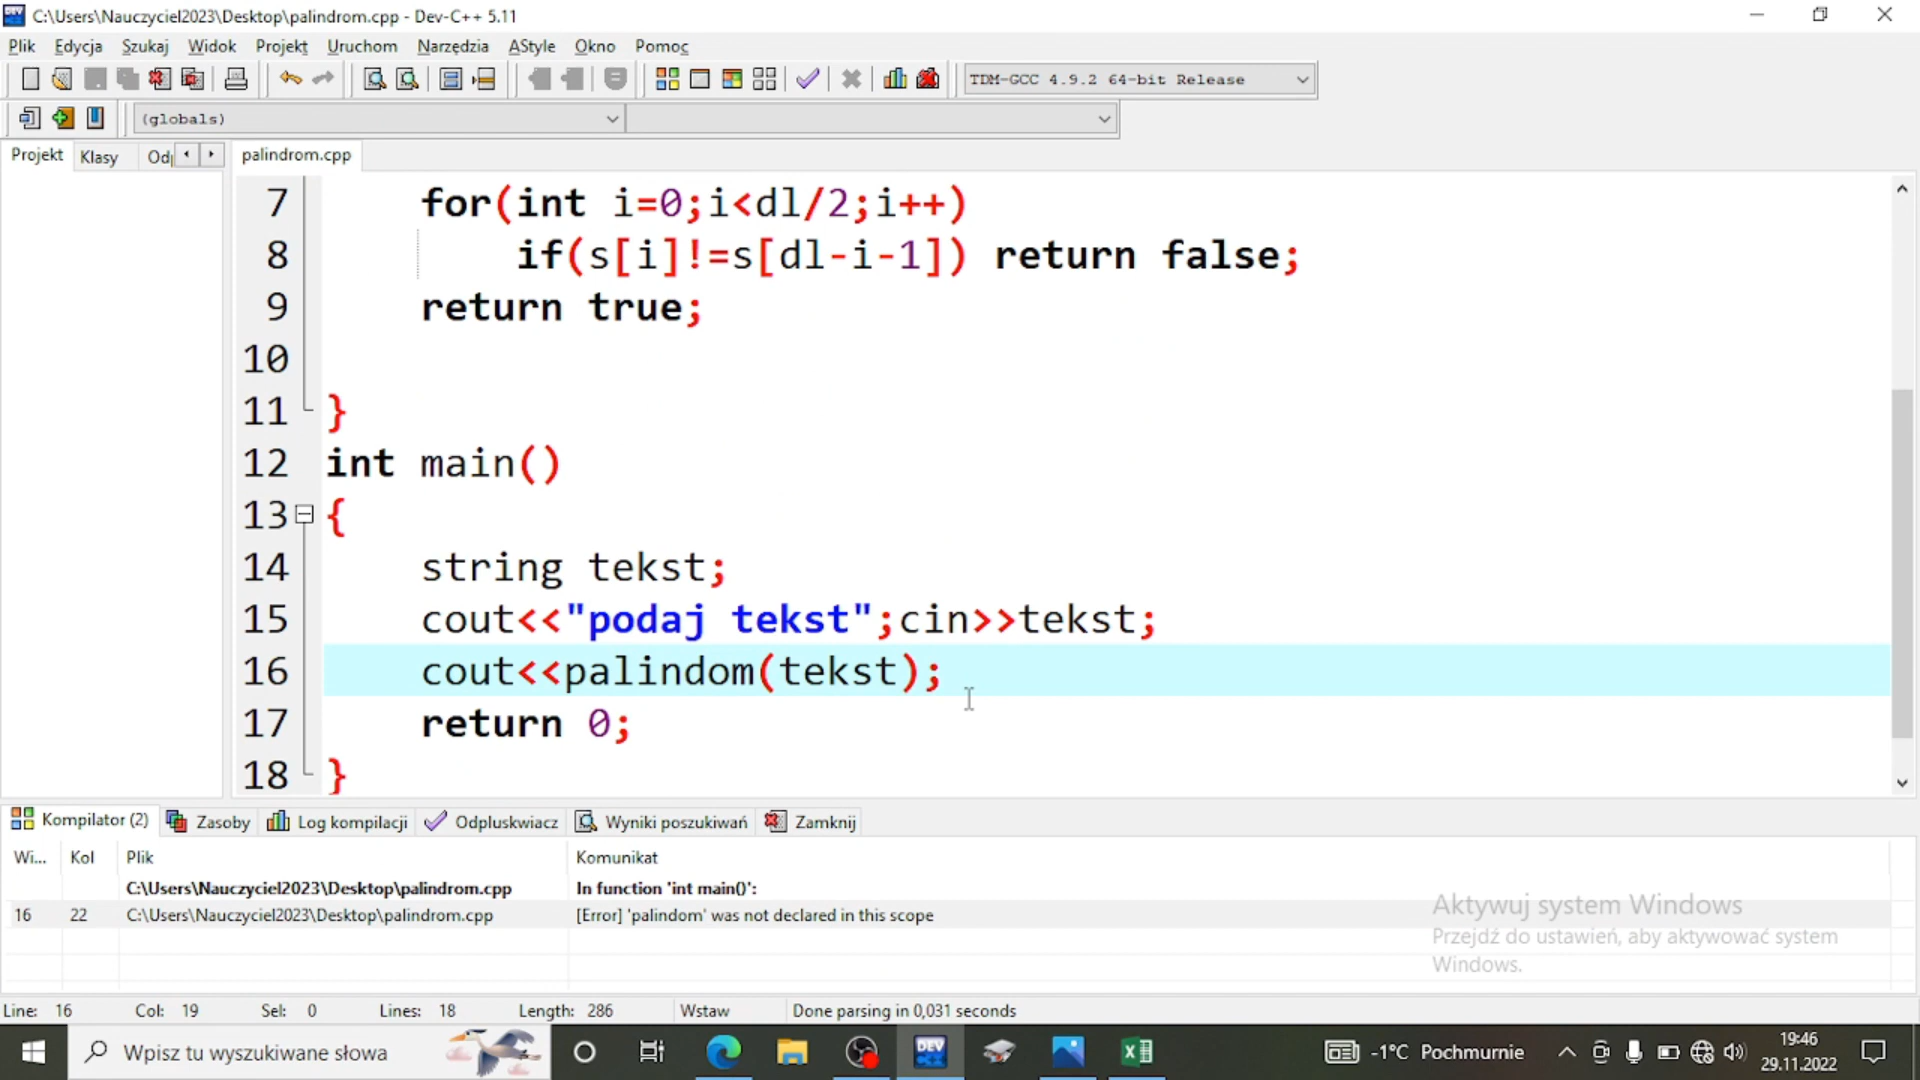 C:\Users\Nauczyciel2023\Desktop\palindrom.cpp - Dev-C++ 5.11
Plik Edycja Szukaj Widok Projekt Uruchom Narzędzia AStyle Okno Pomoc
TDM-GCC 4.9.2 64-bit Release
(globals)
Projekt Klasy Od palindrom.cpp
7 for(int i=0;i<dl/2;i++)
8 if(s[i]!=s[dl-i-1]) return false;
9 return true;
10
11 }
12 int main()
13 {
14 string tekst;
15 cout<<"podaj tekst";cin>>tekst;
16 cout<<palindom(tekst);
17 return 0;
18 }
Kompilator (2) Zasoby Log kompilacji Odpluskwiacz Wyniki poszukiwań Zamknij
Wi... Kol Plik Komunikat
C:\Users\Nauczyciel2023\Desktop\palindrom.cpp In function 'int main()':
16 22 C:\Users\Nauczyciel2023\Desktop\palindrom.cpp [Error] 'palindom' was not declared in this scope
Aktywuj system Windows
Przejdź do ustawień, aby aktywować system
Windows.
Line: 16 Col: 19 Sel: 0 Lines: 18 Length: 286 Wstaw Done parsing in 0,031 seconds
Wpisz tu wyszukiwane słowa DEV -1°C Pochmurnie 19:46
29.11.2022